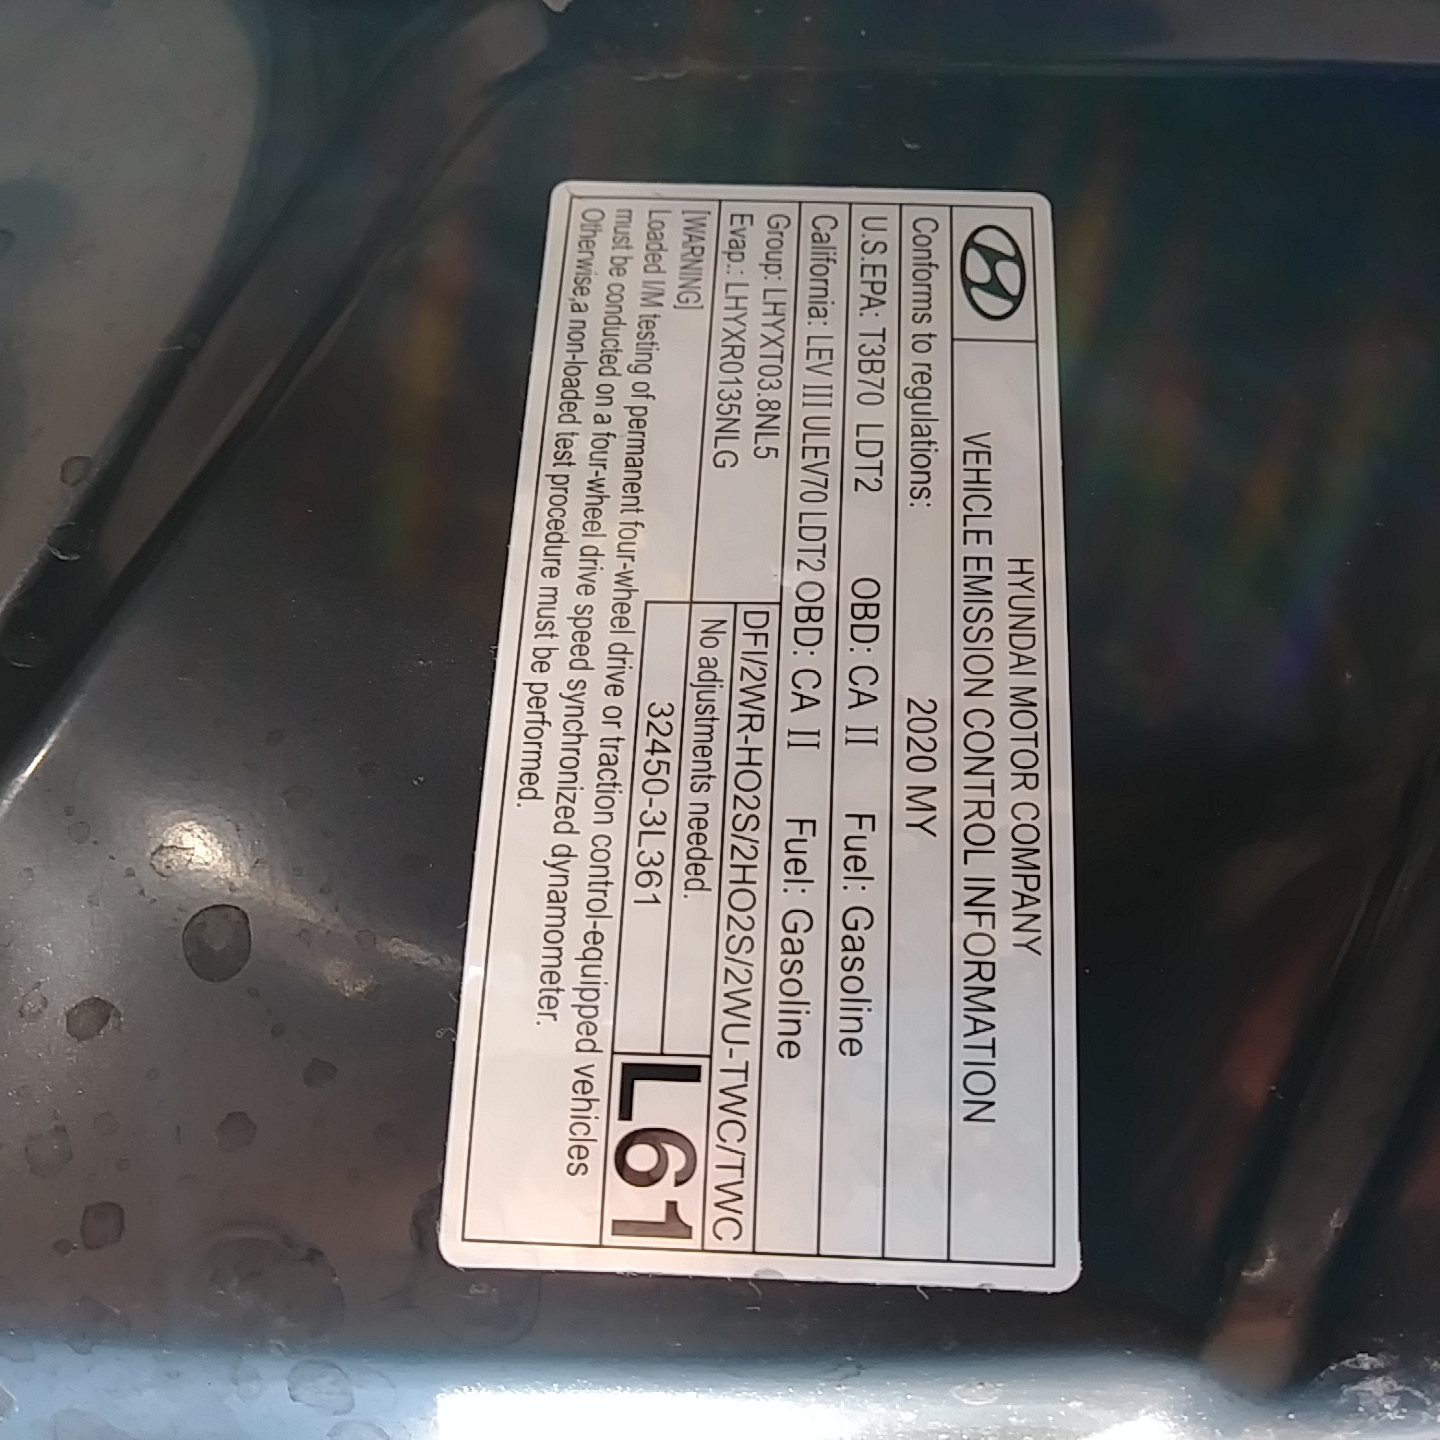 HYUNDAI MOTOR COMPANY
VEHICLE EMISSION CONTROL INFORMATION
Conforms to regulations: 2020 MY
U.S.EPA: T3B70 LDT2 OBD: CA II Fuel: Gasoline
California: LEV III ULEV70 LDT2 OBD: CA II Fuel: Gasoline
Group: LHYXT03.8NL5
Evap.: LHYXR0135NLG
DFI/2WR-HO2S/2HO2S/2WU-TWC/TWC
No adjustments needed.
32450-3L361
L61
[WARNING]
Loaded I/M testing of permanent four-wheel drive or traction control-equipped vehicles
must be conducted on a four-wheel drive speed synchronized dynamometer.
Otherwise,a non-loaded test procedure must be performed.